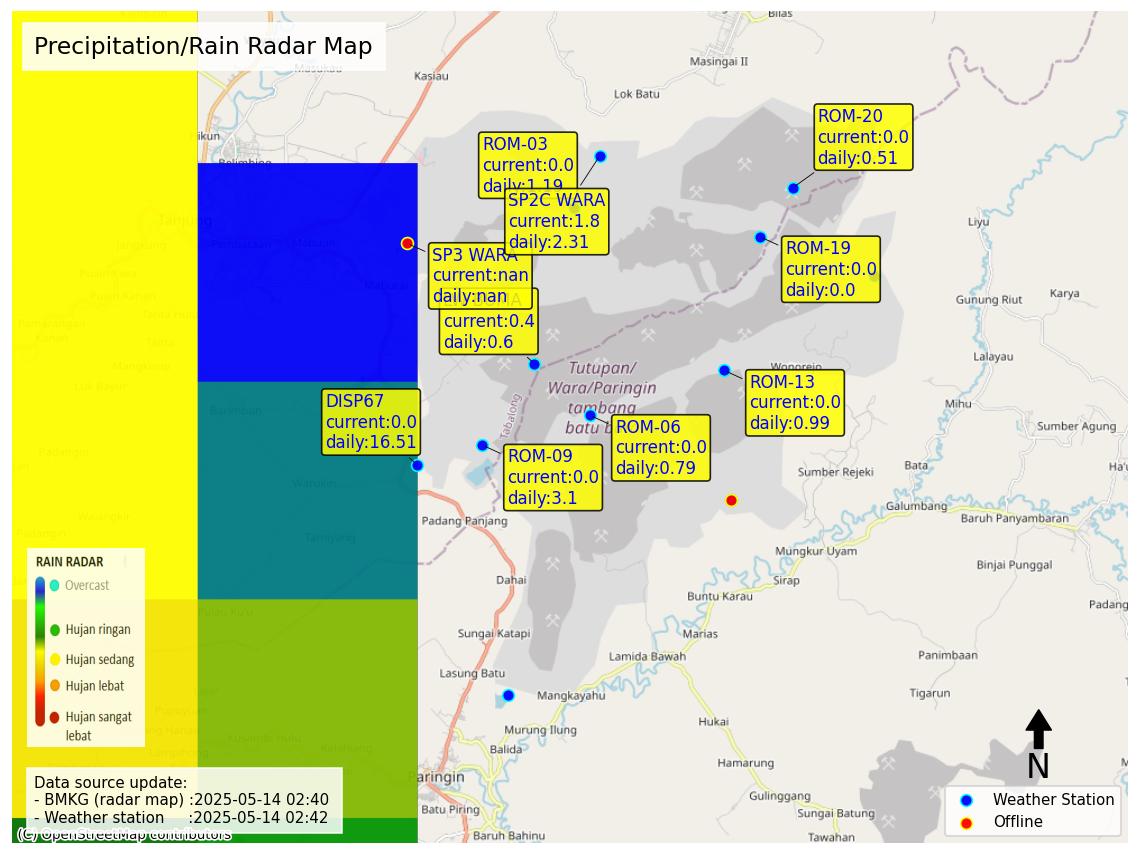 Precipitation/Rain Radar Map
Bilas
Masingai II
Kasiau
Lok Batu
ROM-20
current:0.0
daily:0.51
ROM-03
current:0.0
daily:1.19
SP2C WARA
current:1.8
daily:2.31
Belimbing
Tanjung
Liyu
ROM-19
current:0.0
daily:0.0
SP3 WARA
current:nan
daily:nan
current:0.4
daily:0.6
Gunung Riut
Karya
Lalayau
Wonorejo
Tutupan/
Wara/Paringin
tambang
batu b
Tabalong
ROM-13
current:0.0
daily:0.99
DISP67
current:0.0
daily:16.51
ROM-06
current:0.0
daily:0.79
ROM-09
current:0.0
daily:3.1
Mihu
Sumber Agung
Bata
Sumber Rejeki
Ha'u
Galumbang
Baruh Panyambaran
Padang Panjang
Mungkur Uyam
Binjai Punggal
Dahai
Sirap
Buntu Karau
Padang
Sungai Katapi
Marias
Lamida Bawah
Panimbaan
Lasung Batu
Mangkayahu
Tigarun
Hukai
Murung Ilung
Balida
Hamarung
Paringin
Gulinggang
Batu Piring
Sungai Batung
Baruh Bahinu
Tawahan
RAIN RADAR
Overcast
Hujan ringan
Hujan sedang
Hujan lebat
Hujan sangat
lebat
Data source update:
- BMKG (radar map) :2025-05-14 02:40
- Weather station :2025-05-14 02:42
(C) OpenStreetMap contributors
N
Weather Station
Offline